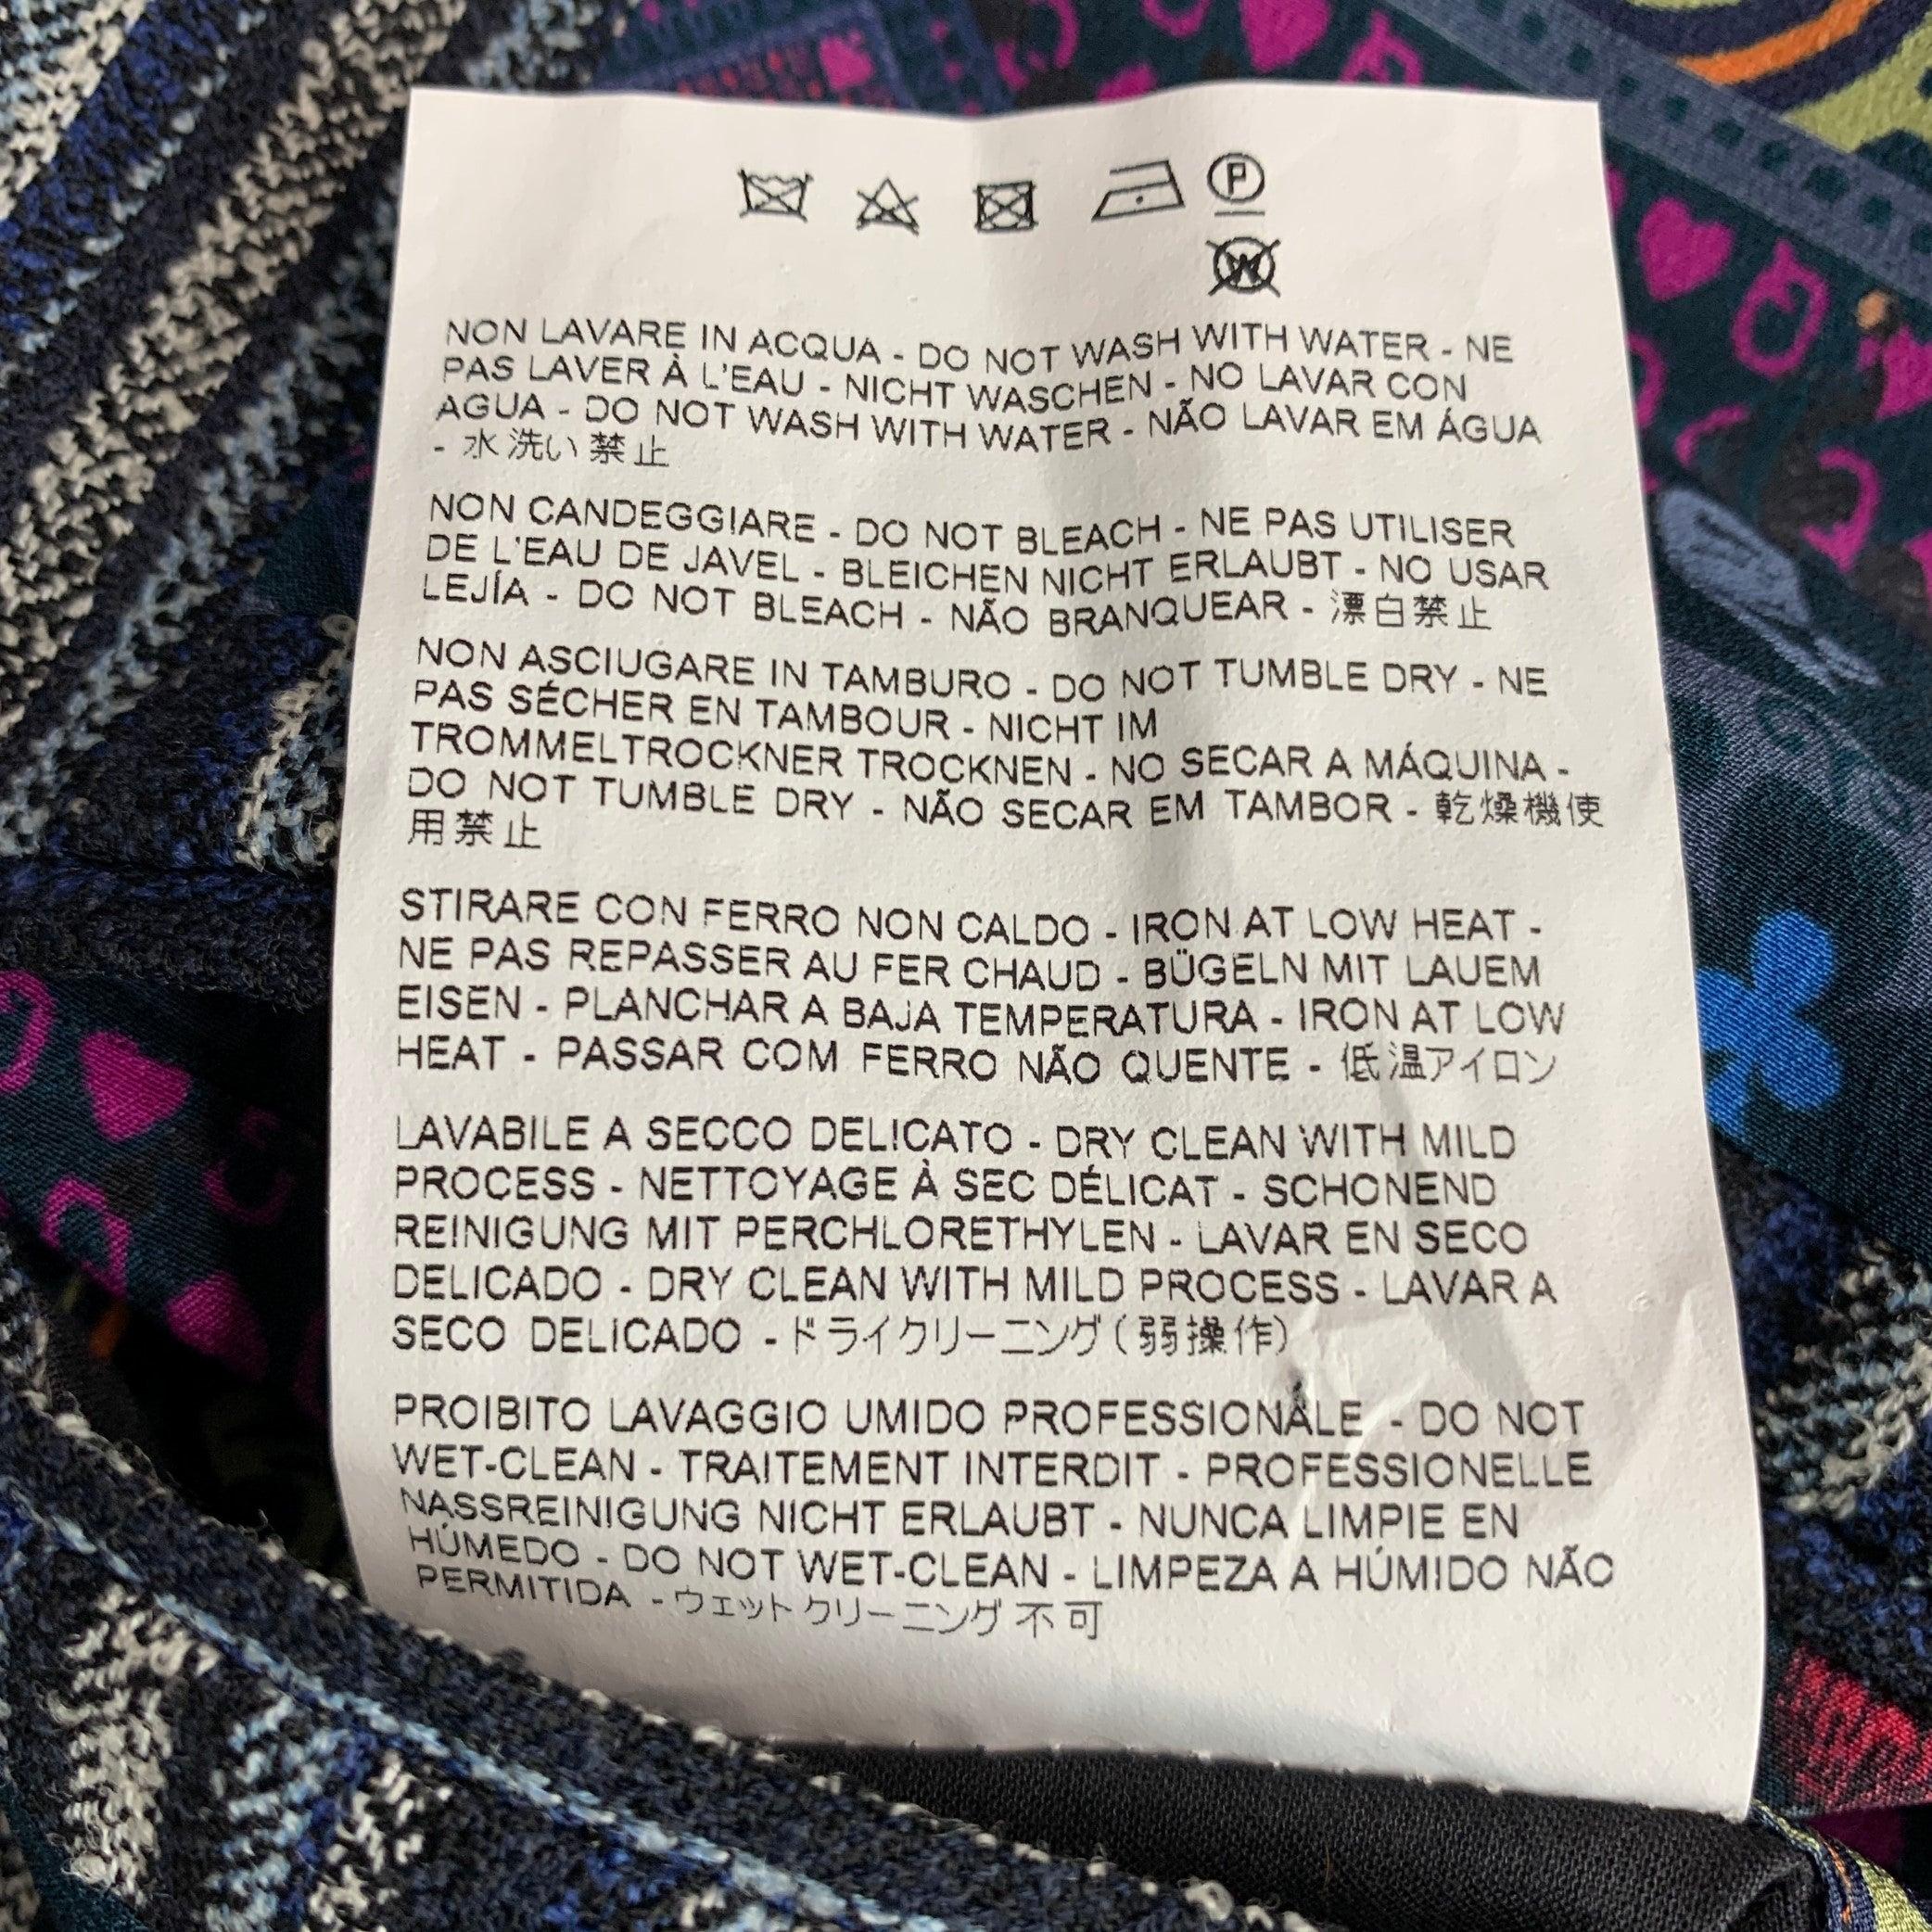 P
W
NON LAVARE IN ACQUA - DO NOT WASH WITH WATER - NE
PAS LAVER À L'EAU - NICHT WASCHEN - NO LAVAR CON
AGUA - DO NOT WASH WITH WATER - NÃO LAVAR EM ÁGUA
- 水洗い禁止
NON CANDEGGIARE - DO NOT BLEACH - NE PAS UTILISER
DE L'EAU DE JAVEL - BLEICHEN NICHT ERLAUBT - NO USAR
LEJÍA - DO NOT BLEACH - NÃO BRANQUEAR - 漂白禁止
NON ASCIUGARE IN TAMBURO - DO NOT TUMBLE DRY - NE
PAS SÉCHER EN TAMBOUR - NICHT IM
TROMMELTROCKNER TROCKNEN - NO SECAR A MÁQUINA -
DO NOT TUMBLE DRY - NÃO SECAR EM TAMBOR - 乾燥機使
用禁止
STIRARE CON FERRO NON CALDO - IRON AT LOW HEAT -
NE PAS REPASSER AU FER CHAUD - BÜGELN MIT LAUEM
EISEN - PLANCHAR A BAJA TEMPERATURA - IRON AT LOW
HEAT - PASSAR COM FERRO NÃO QUENTE - 低温アイロン
LAVABILE A SECCO DELICATO - DRY CLEAN WITH MILD
PROCESS - NETTOYAGE À SEC DÉLICAT - SCHONEND
REINIGUNG MIT PERCHLORETHYLEN - LAVAR EN SECO
DELICADO - DRY CLEAN WITH MILD PROCESS - LAVAR A
SECO DELICADO - ドライクリーニング(弱操作)
PROIBITO LAVAGGIO UMIDO PROFESSIONALE - DO NOT
WET-CLEAN - TRAITEMENT INTERDIT - PROFESSIONELLE
NASSREINIGUNG NICHT ERLAUBT - NUNCA LIMPIE EN
HÚMEDO - DO NOT WET-CLEAN - LIMPEZA A HÚMIDO NÃO
PERMITIDA - ウェットクリーニング不可